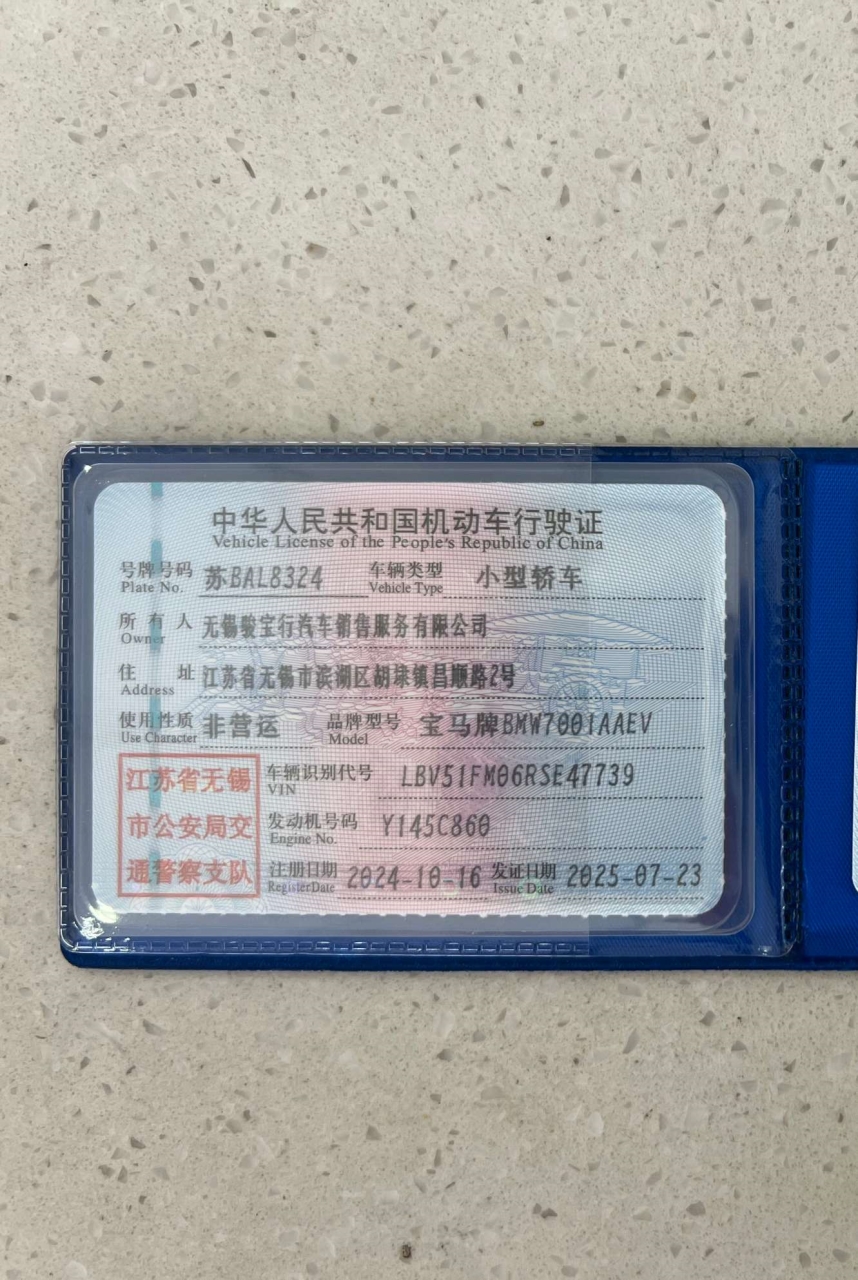 中华人民共和国机动车行驶证
Vehicle License of the People's Republic of China
号牌号码 苏BAL8324 车辆类型 小型轿车
Plate No. Vehicle Type
所有人 无锡骏宝行汽车销售服务有限公司
Owner
住址 江苏省无锡市滨湖区胡埭镇昌顺路2号
Address
使用性质 非营运 品牌型号 宝马牌BMW7001AAEV
Use Character Model
江苏省无锡 车辆识别代号 LBV51FM06RSE47739
VIN
市公安局交 发动机号码 Y145C860
Engine No.
通警察支队 注册日期 2024-10-16 发证日期 2025-07-23
RegisterDate Issue Date